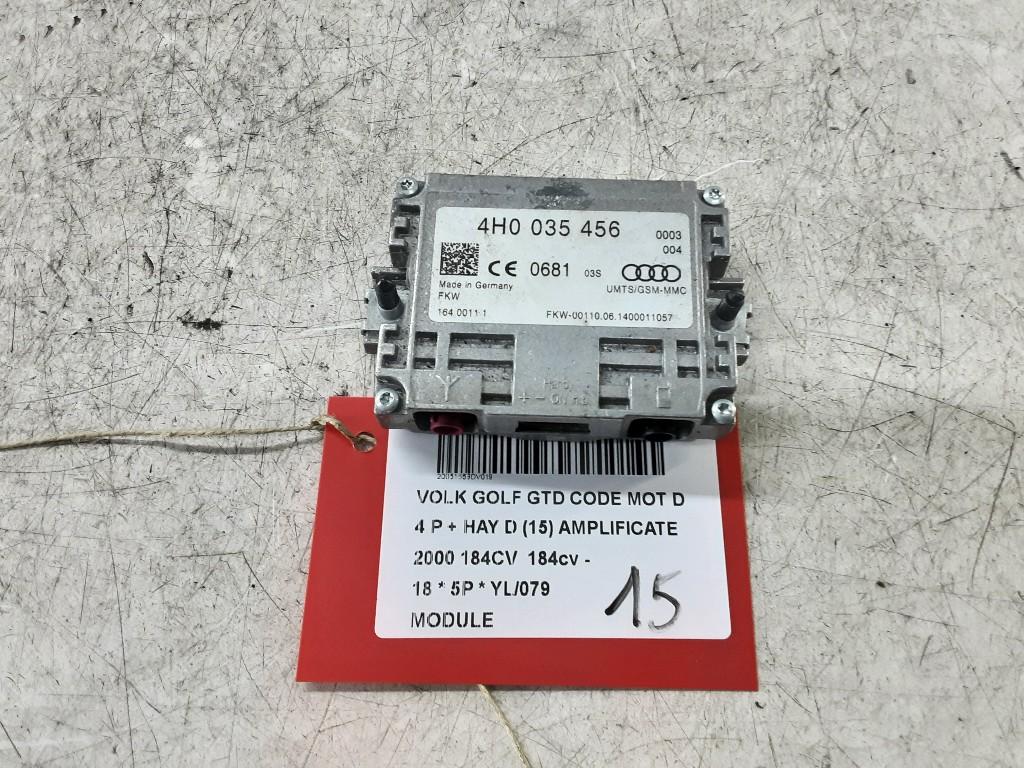 4H0 035 456
0003
004
CE 0681 03S
Made in Germany
UMTS/GSM-MMC
FKW
164 0011 1
FKW-00110.06.1400011057
Y
+ -
C
VOLK GOLF GTD CODE MOT D
4 P + HAY D (15) AMPLIFICATE
2000 184CV 184cv -
18 * 5P * YL/079
MODULE
15